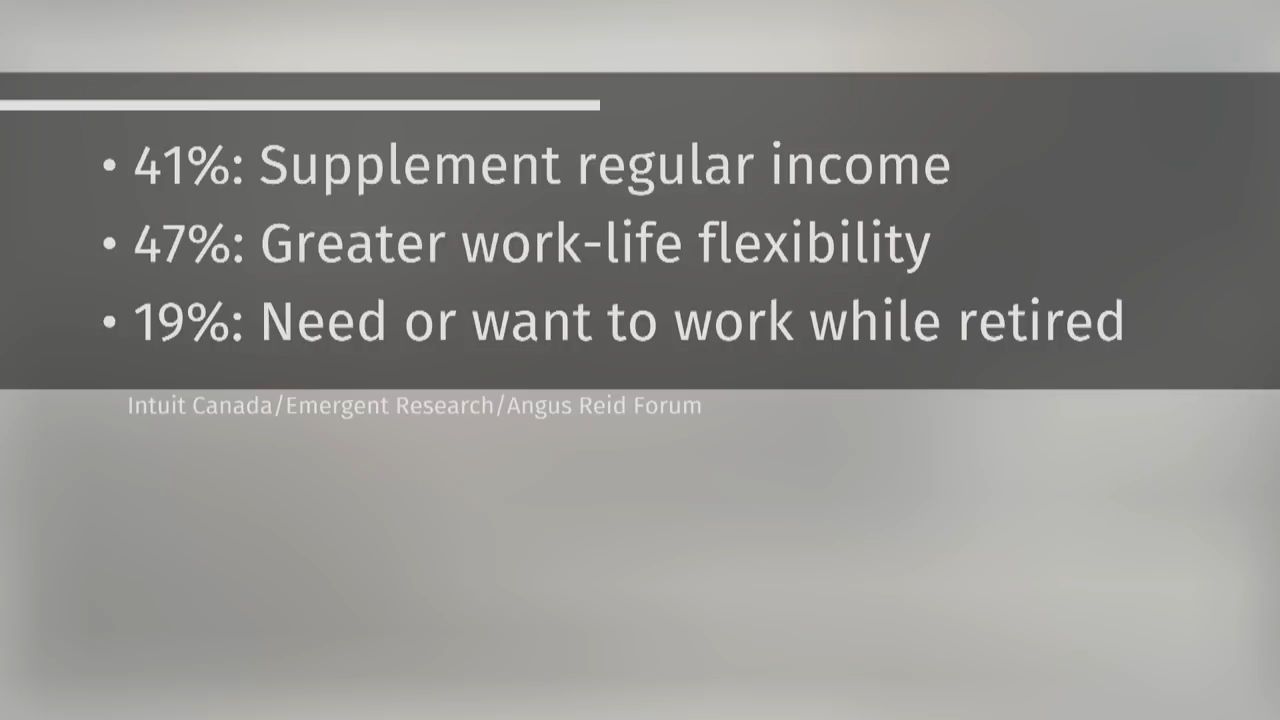 • 41%: Supplement regular income
• 47%: Greater work-life flexibility
• 19%: Need or want to work while retired
Intuit Canada/Emergent Research/Angus Reid Forum